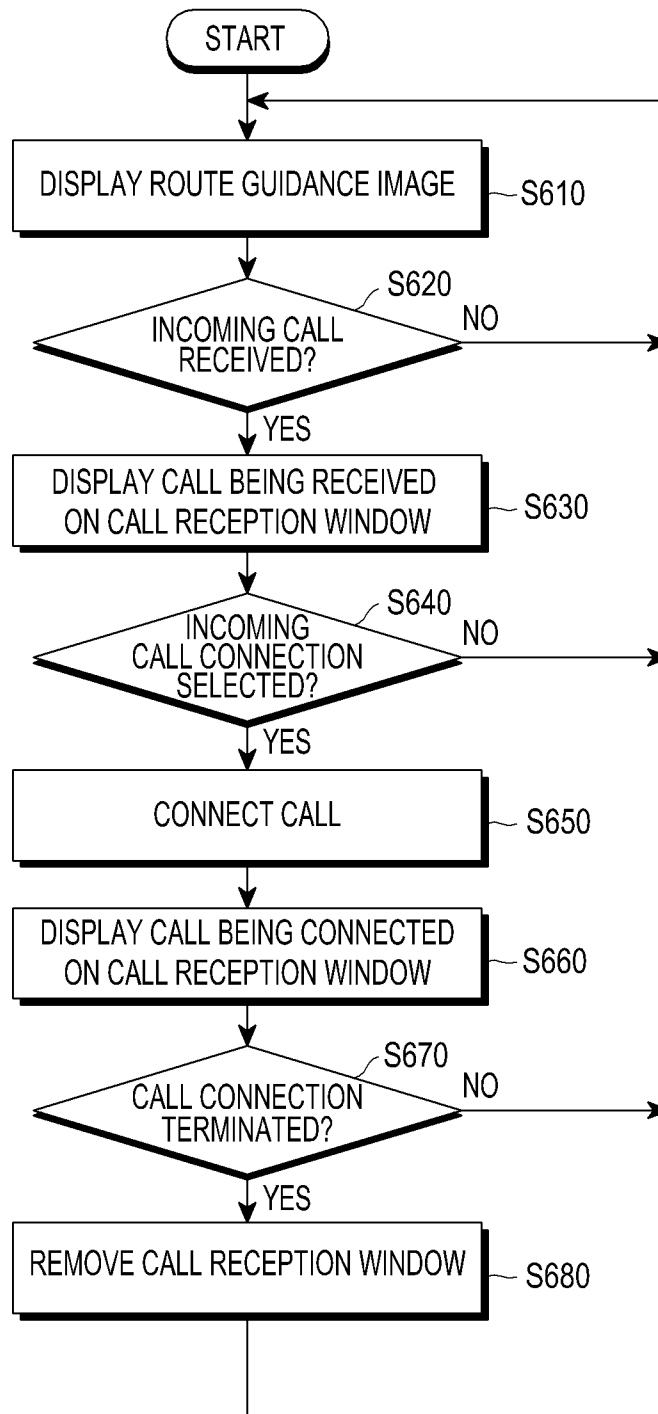 START
DISPLAY ROUTE GUIDANCE IMAGE
S610
S620
INCOMING CALL
RECEIVED?
NO
YES
DISPLAY CALL BEING RECEIVED
ON CALL RECEPTION WINDOW
S630
S640
INCOMING
CALL CONNECTION
SELECTED?
NO
YES
CONNECT CALL
S650
DISPLAY CALL BEING CONNECTED
ON CALL RECEPTION WINDOW
S660
S670
CALL CONNECTION
TERMINATED?
NO
YES
REMOVE CALL RECEPTION WINDOW
S680